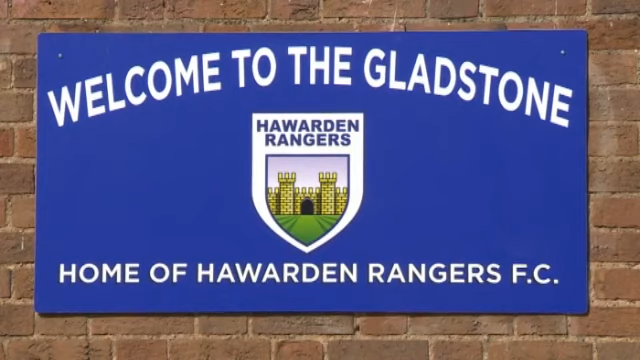 WELCOME TO THE GLADSTONE
HAWARDEN
RANGERS
HOME OF HAWARDEN RANGERS F.C.